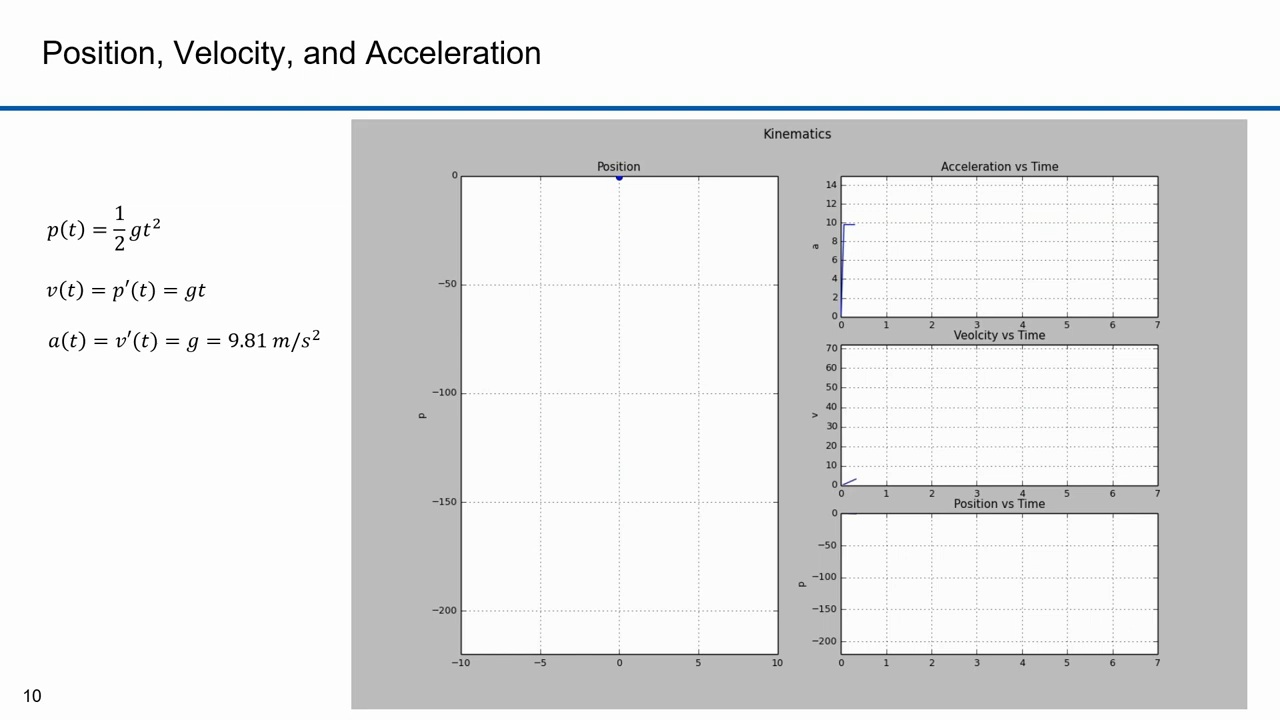 Position, Velocity, and Acceleration
p(t) = 1/2 gt²
v(t) = p′(t) = gt
a(t) = v′(t) = g = 9.81 m/s²
Kinematics
Position
0
−50
−100
−150
−200
p
−10 −5 0 5 10
Acceleration vs Time
14
12
10
8
6
4
2
0
a
0 1 2 3 4 5 6 7
Veolcity vs Time
70
60
50
40
30
20
10
0
v
0 1 2 3 4 5 6 7
Position vs Time
0
−50
−100
−150
−200
p
0 1 2 3 4 5 6 7
10